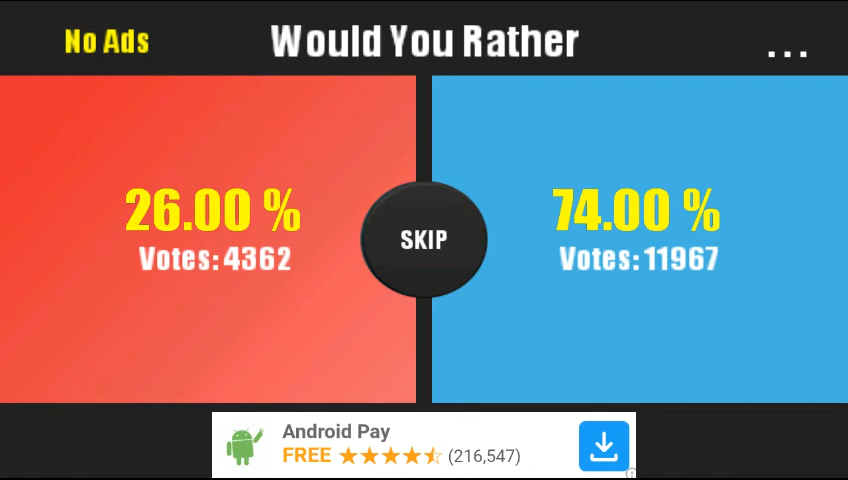 No Ads
Would You Rather
...
26.00 %
Votes: 4362
SKIP
74.00 %
Votes: 11967
Android Pay
FREE (216,547)